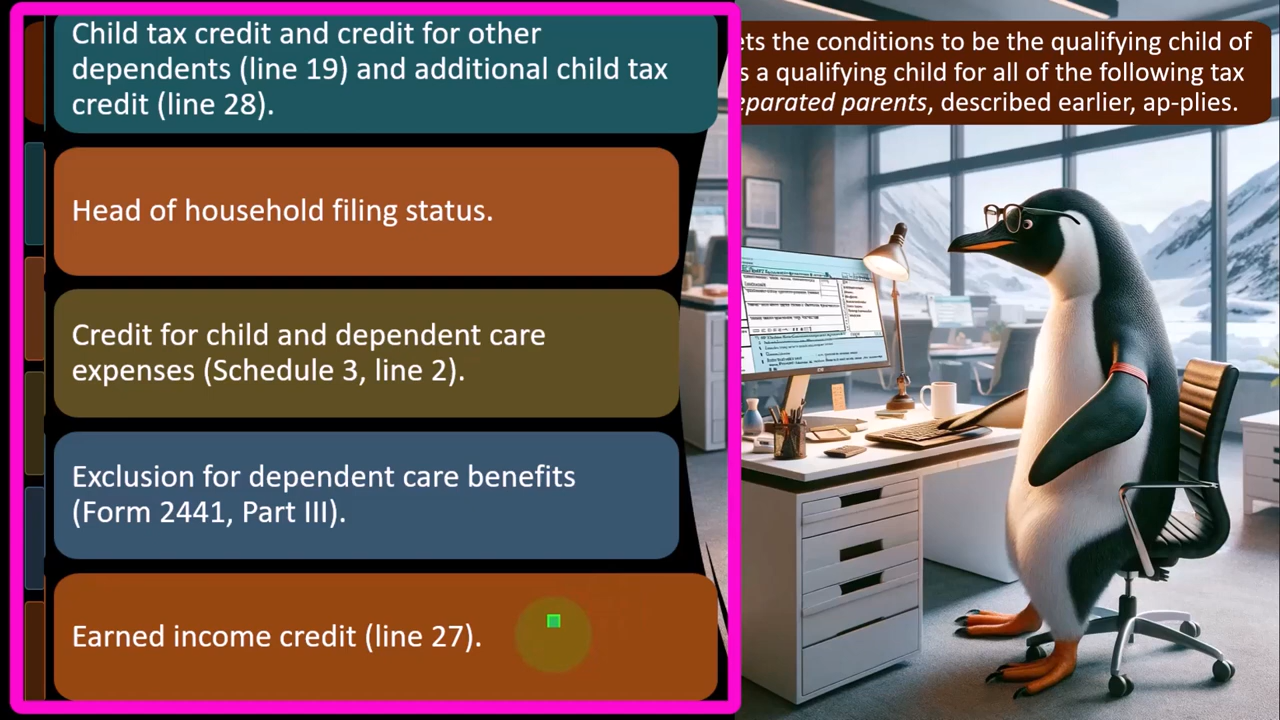 Child tax credit and credit for other
dependents (line 19) and additional child tax
credit (line 28).
Head of household filing status.
Credit for child and dependent care
expenses (Schedule 3, line 2).
Exclusion for dependent care benefits
(Form 2441, Part III).
Earned income credit (line 27).
ets the conditions to be the qualifying child of
s a qualifying child for all of the following tax
eparated parents, described earlier, ap-plies.